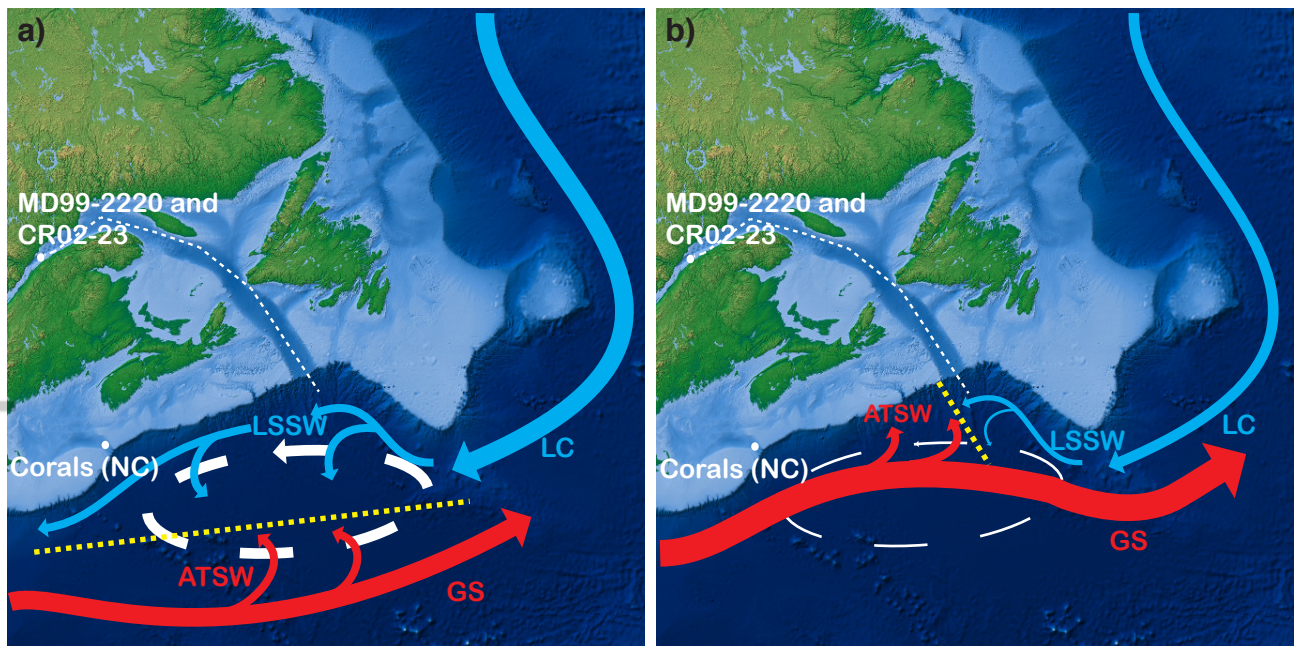 a)
MD99-2220 and
CR02-23
LSSW
LC
Corals (NC)
ATSW
GS
b)
MD99-2220 and
CR02-23
ATSW
LC
LSSW
Corals (NC)
GS